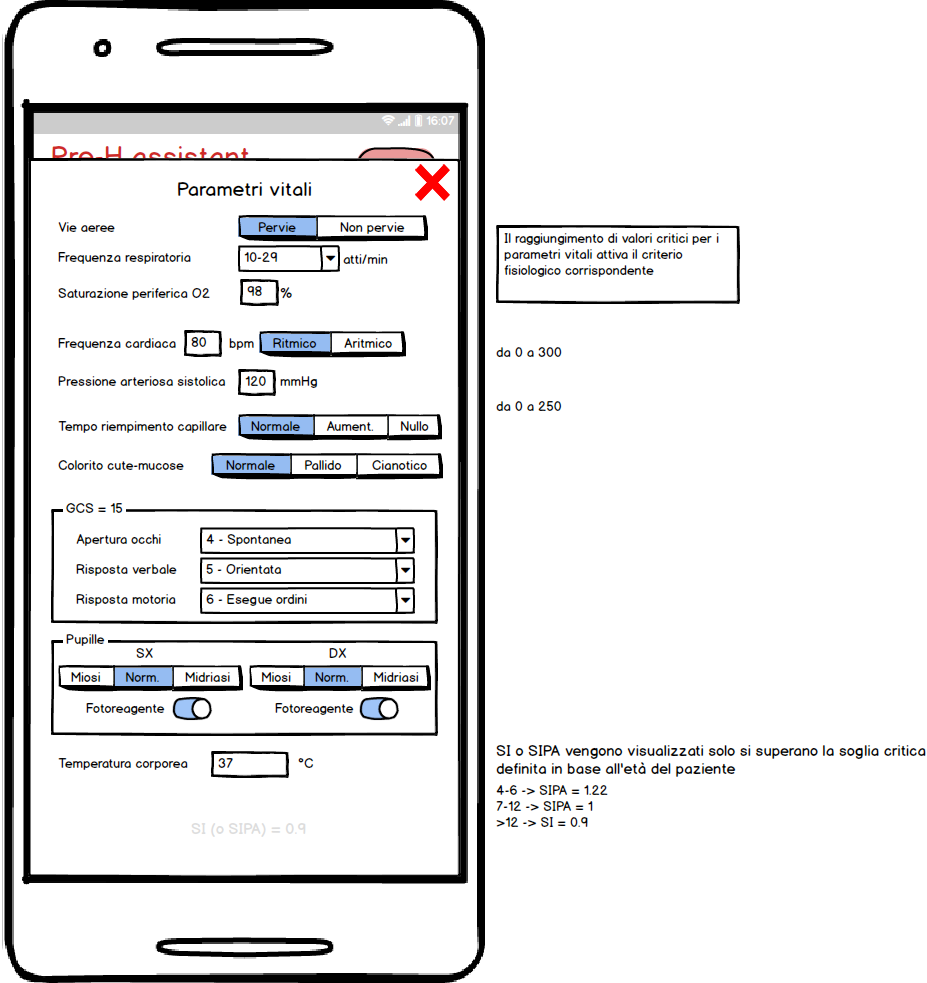 16:07
Pre-H assistant
Parametri vitali
Vie aeree Pervie Non pervie
Frequenza respiratoria 10-29 atti/min
Saturazione periferica O2 98 %
Frequenza cardiaca 80 bpm Ritmico Aritmico
Pressione arteriosa sistolica 120 mmHg
Tempo riempimento capillare Normale Aument. Nullo
Colorito cute-mucose Normale Pallido Cianotico
GCS = 15
Apertura occhi 4 - Spontanea
Risposta verbale 5 - Orientata
Risposta motoria 6 - Esegue ordini
Pupille
SX DX
Miosi Norm. Midriasi Miosi Norm. Midriasi
Fotoreagente Fotoreagente
Temperatura corporea 37 °C
SI (o SIPA) = 0.9
Il raggiungimento di valori critici per i
parametri vitali attiva il criterio
fisiologico corrispondente
da 0 a 300
da 0 a 250
SI o SIPA vengono visualizzati solo si superano la soglia critica
definita in base all'età del paziente
4-6 -> SIPA = 1.22
7-12 -> SIPA = 1
>12 -> SI = 0.9